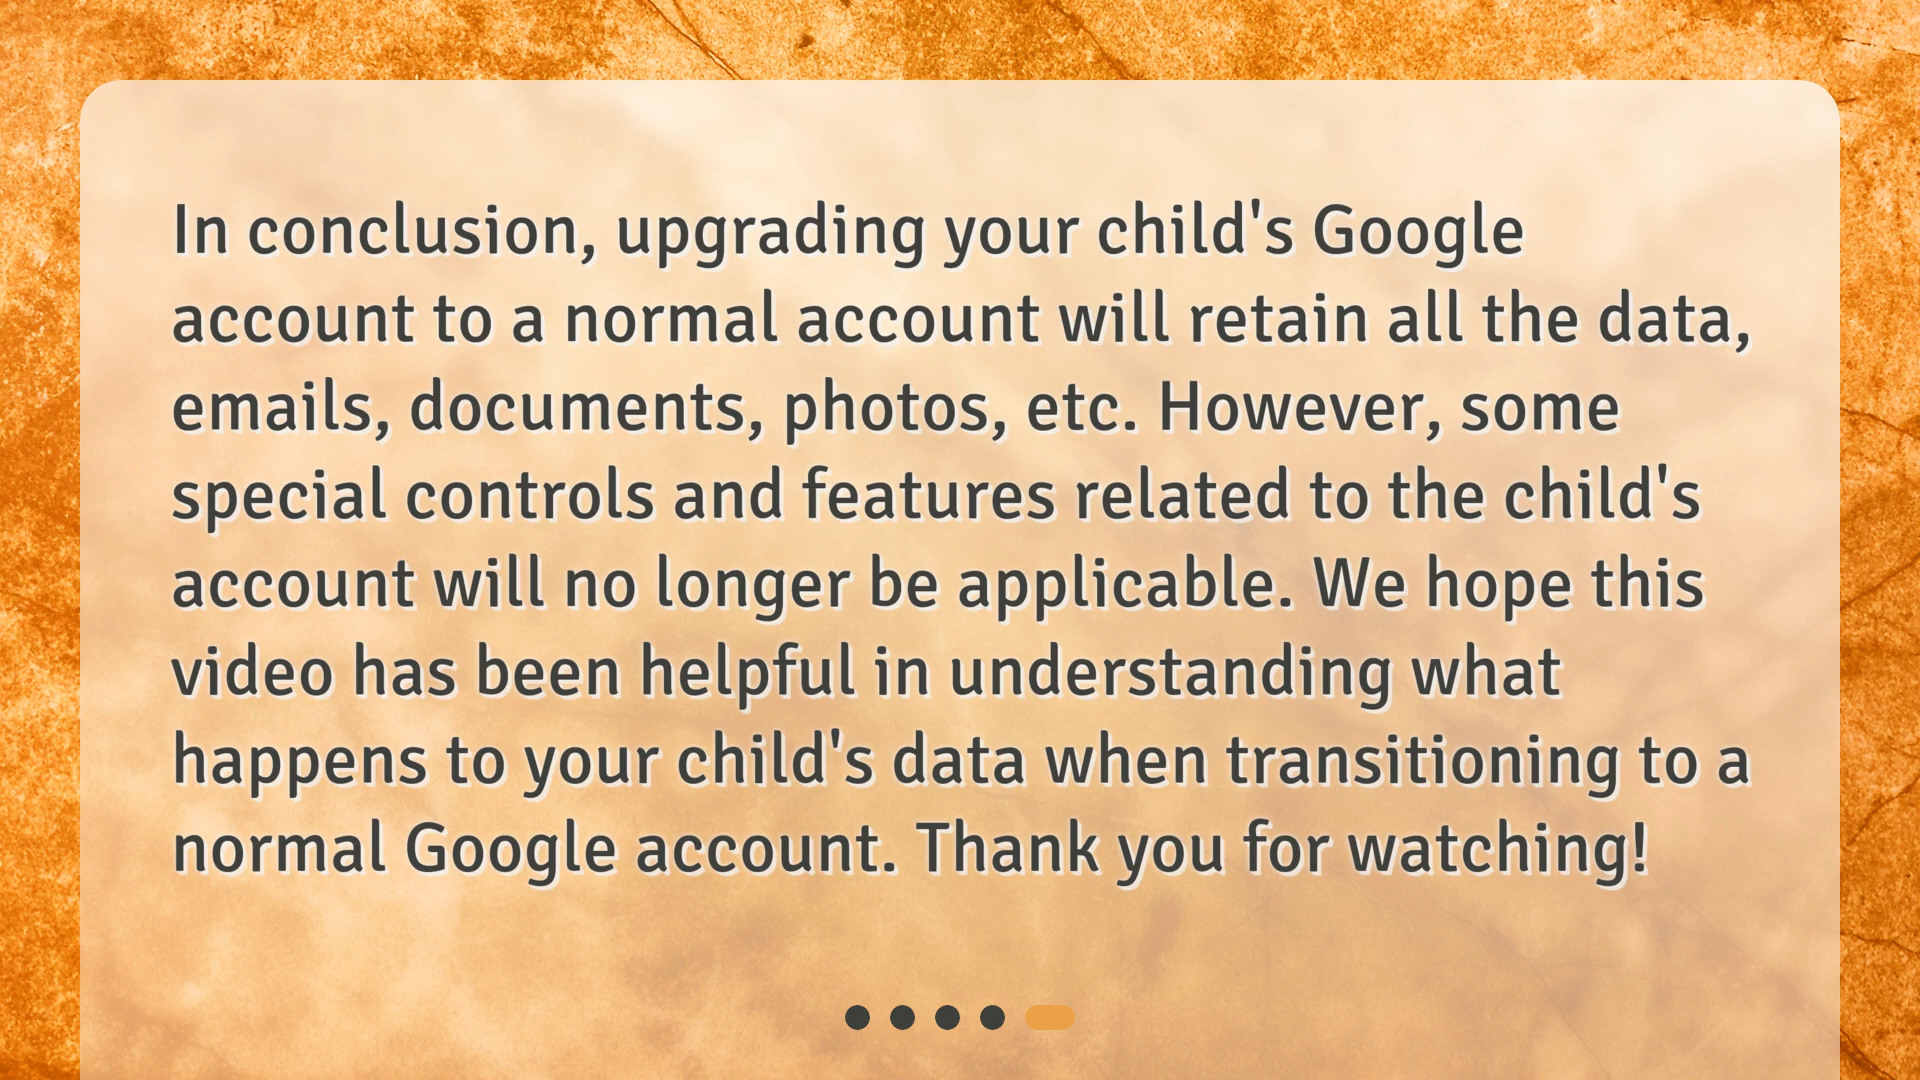 In conclusion, upgrading your child's Google
account to a normal account will retain all the data,
emails, documents, photos, etc. However, some
special controls and features related to the child's
account will no longer be applicable. We hope this
video has been helpful in understanding what
happens to your child's data when transitioning to a
normal Google account. Thank you for watching!